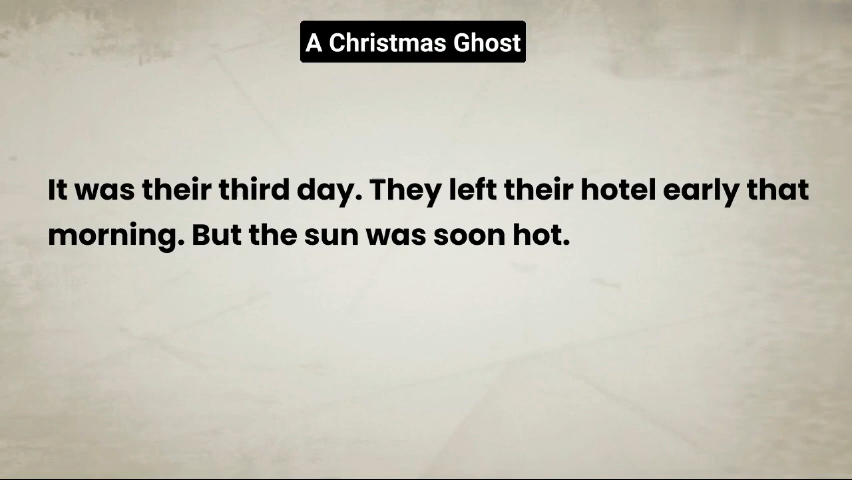 A Christmas Ghost
It was their third day. They left their hotel early that
morning. But the sun was soon hot.